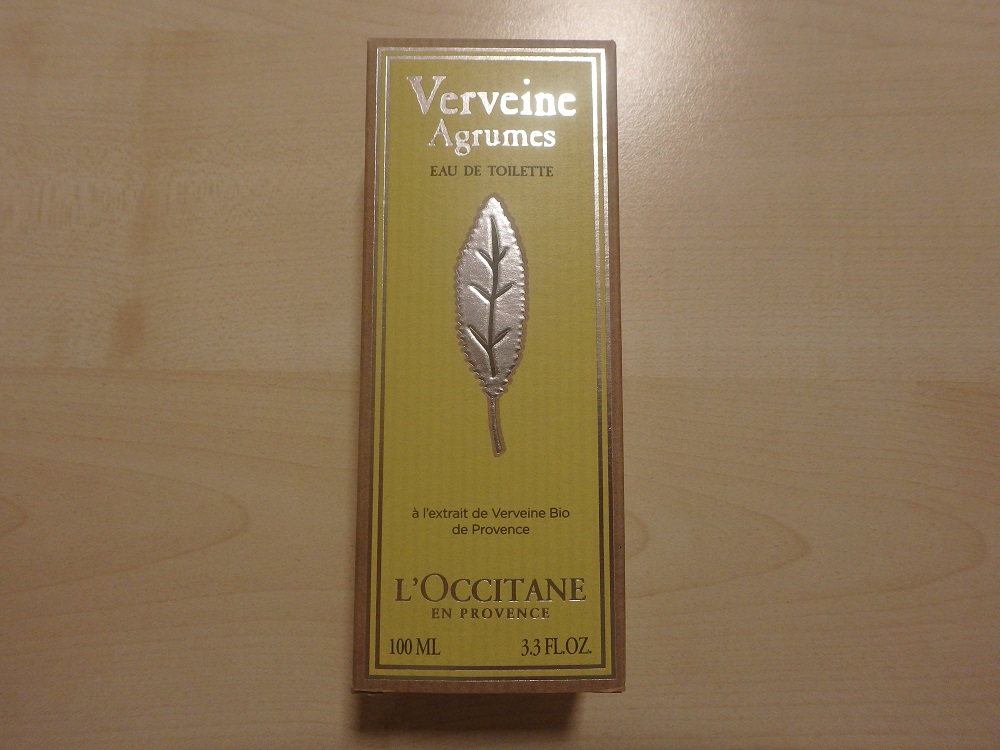 Verveine
Agrumes
EAU DE TOILETTE
à l'extrait de Verveine Bio
de Provence
L'OCCITANE
EN PROVENCE
100 ML 3.3 FL.OZ.